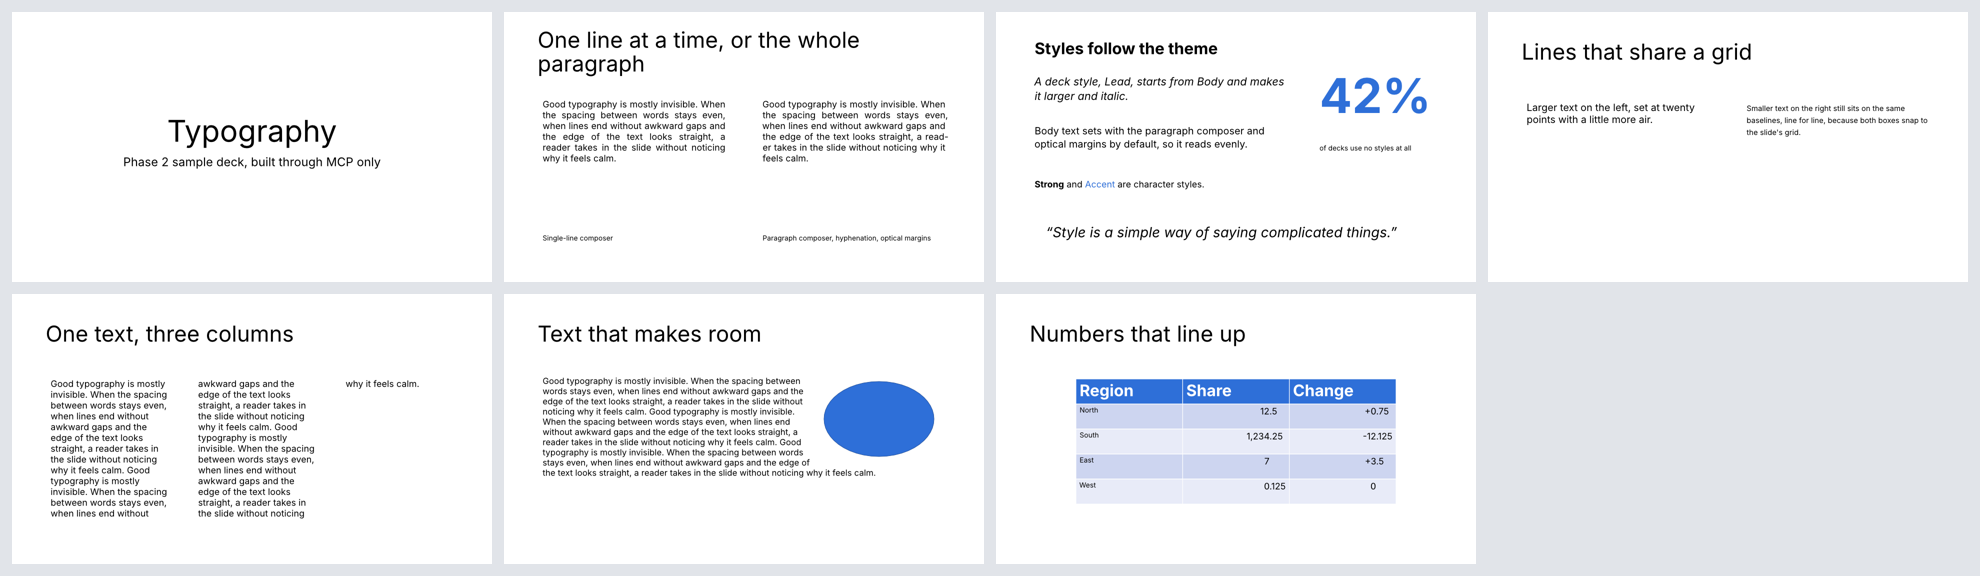 Typography
Phase 2 sample deck, built through MCP only
One line at a time, or the whole
paragraph
Good typography is mostly invisible. When
the spacing between words stays even,
when lines end without awkward gaps and
the edge of the text looks straight, a
reader takes in the slide without noticing
why it feels calm.
Single-line composer
Good typography is mostly invisible. When
the spacing between words stays even,
when lines end without awkward gaps and
the edge of the text looks straight, a read-
er takes in the slide without noticing why it
feels calm.
Paragraph composer, hyphenation, optical margins
Styles follow the theme
A deck style, Lead, starts from Body and makes
it larger and italic.
Body text sets with the paragraph composer and
optical margins by default, so it reads evenly.
Strong and Accent are character styles.
42%
of decks use no styles at all
“Style is a simple way of saying complicated things.”
Lines that share a grid
Larger text on the left, set at twenty
points with a little more air.
Smaller text on the right still sits on the same
baselines, line for line, because both boxes snap to
the slide's grid.
One text, three columns
Good typography is mostly
invisible. When the spacing
between words stays even,
when lines end without
awkward gaps and the
edge of the text looks
straight, a reader takes in
the slide without noticing
why it feels calm. Good
typography is mostly
invisible. When the spacing
between words stays even,
when lines end without
awkward gaps and the
edge of the text looks
straight, a reader takes in
the slide without noticing
why it feels calm. Good
typography is mostly
invisible. When the spacing
between words stays even,
when lines end without
awkward gaps and the
edge of the text looks
straight, a reader takes in
the slide without noticing
why it feels calm.
Text that makes room
Good typography is mostly invisible. When the spacing between
words stays even, when lines end without awkward gaps and the
edge of the text looks straight, a reader takes in the slide without
noticing why it feels calm. Good typography is mostly invisible.
When the spacing between words stays even, when lines end
without awkward gaps and the edge of the text looks straight, a
reader takes in the slide without noticing why it feels calm. Good
typography is mostly invisible. When the spacing between words
stays even, when lines end without awkward gaps and the edge of
the text looks straight, a reader takes in the slide without noticing why it feels calm.
Numbers that line up
Region Share Change
North 12.5 +0.75
South 1,234.25 -12.125
East 7 +3.5
West 0.125 0